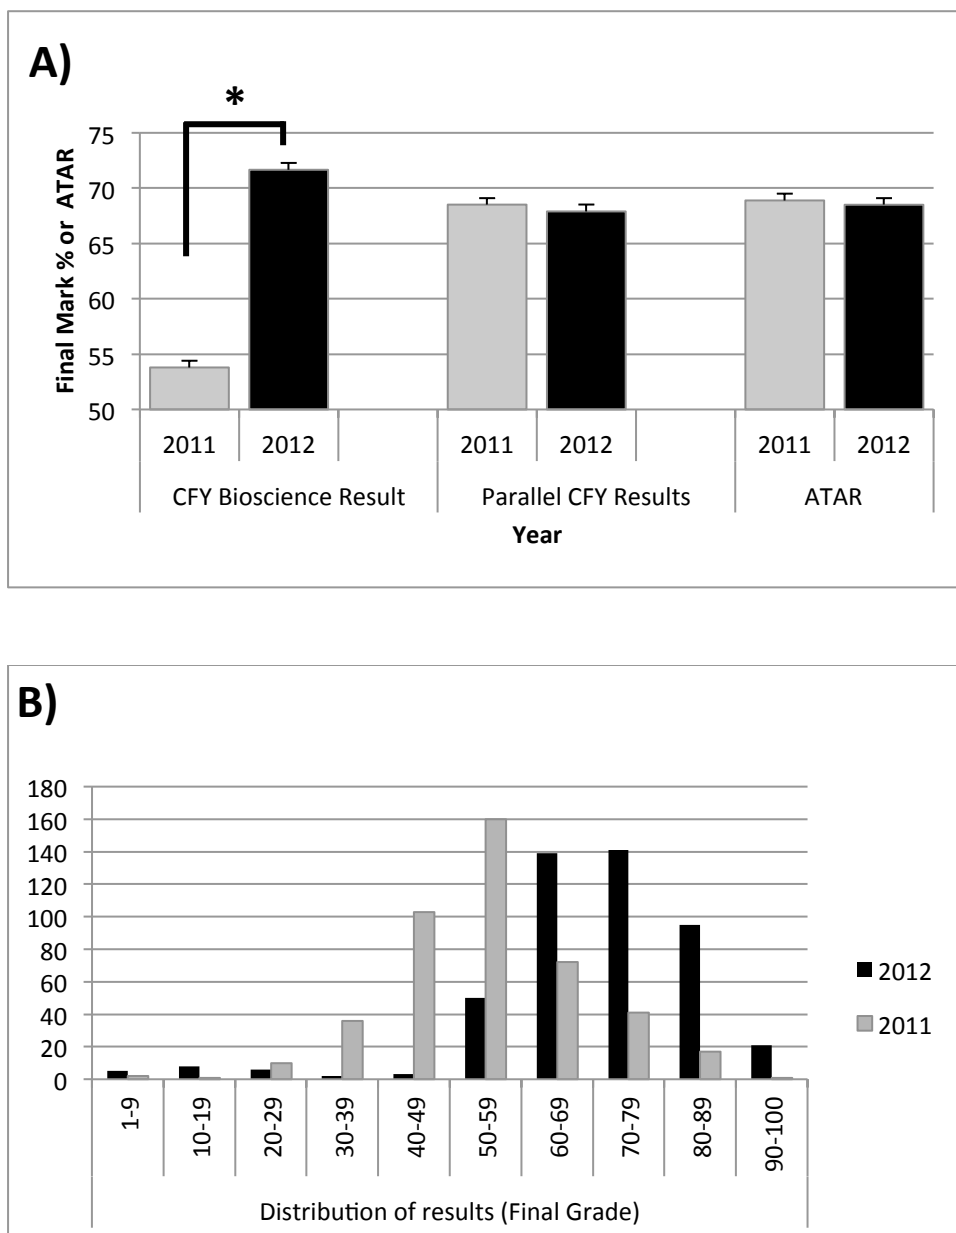 A)
*
Final Mark % or ATAR
75
70
65
60
55
50
2011 2012 2011 2012 2011 2012
CFY Bioscience Result Parallel CFY Results ATAR
Year
B)
180
160
140
120
100
80
60
40
20
0
2012
2011
1-9 10-19 20-29 30-39 40-49 50-59 60-69 70-79 80-89 90-100
Distribution of results (Final Grade)